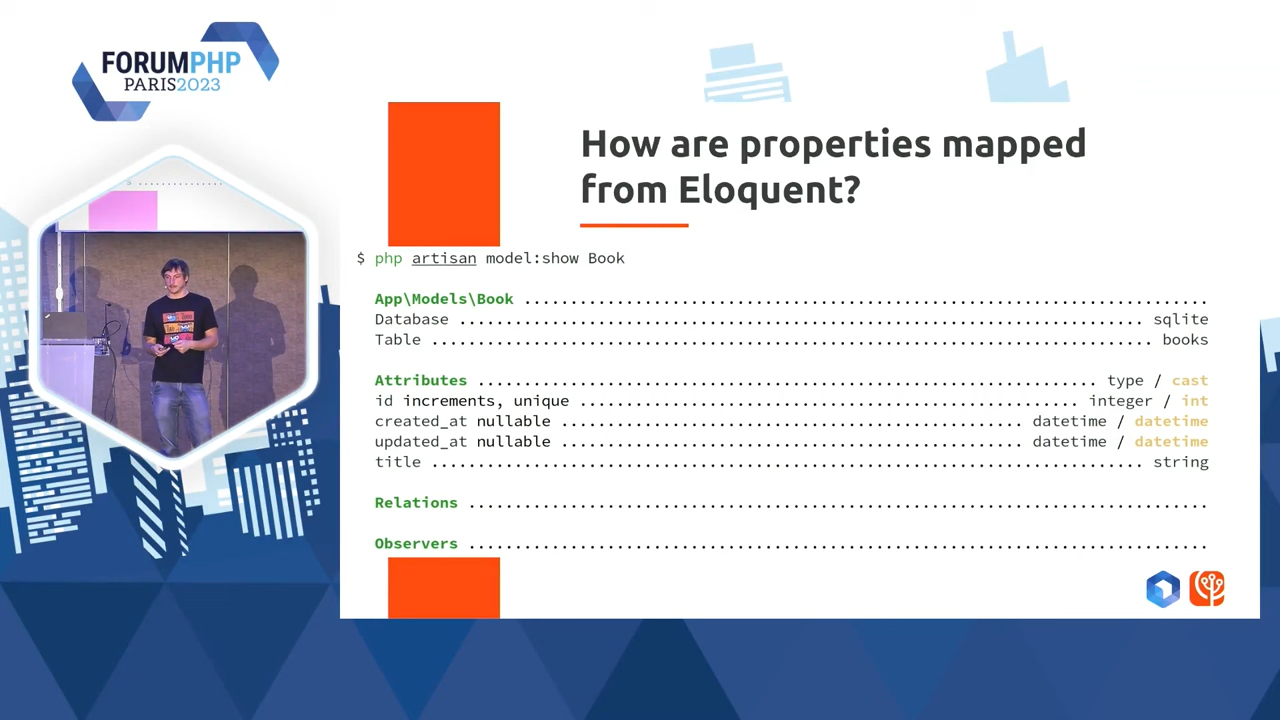 FORUMPHP
PARIS2023
How are properties mapped
from Eloquent?
$ php artisan model:show Book
App\Models\Book ..........................................................................
Database .......................................................................... sqlite
Table ............................................................................. books
Attributes ................................................................... type / cast
id increments, unique ...................................................... integer / int
created_at nullable .................................................. datetime / datetime
updated_at nullable .................................................. datetime / datetime
title ............................................................................. string
Relations ................................................................................
Observers ................................................................................